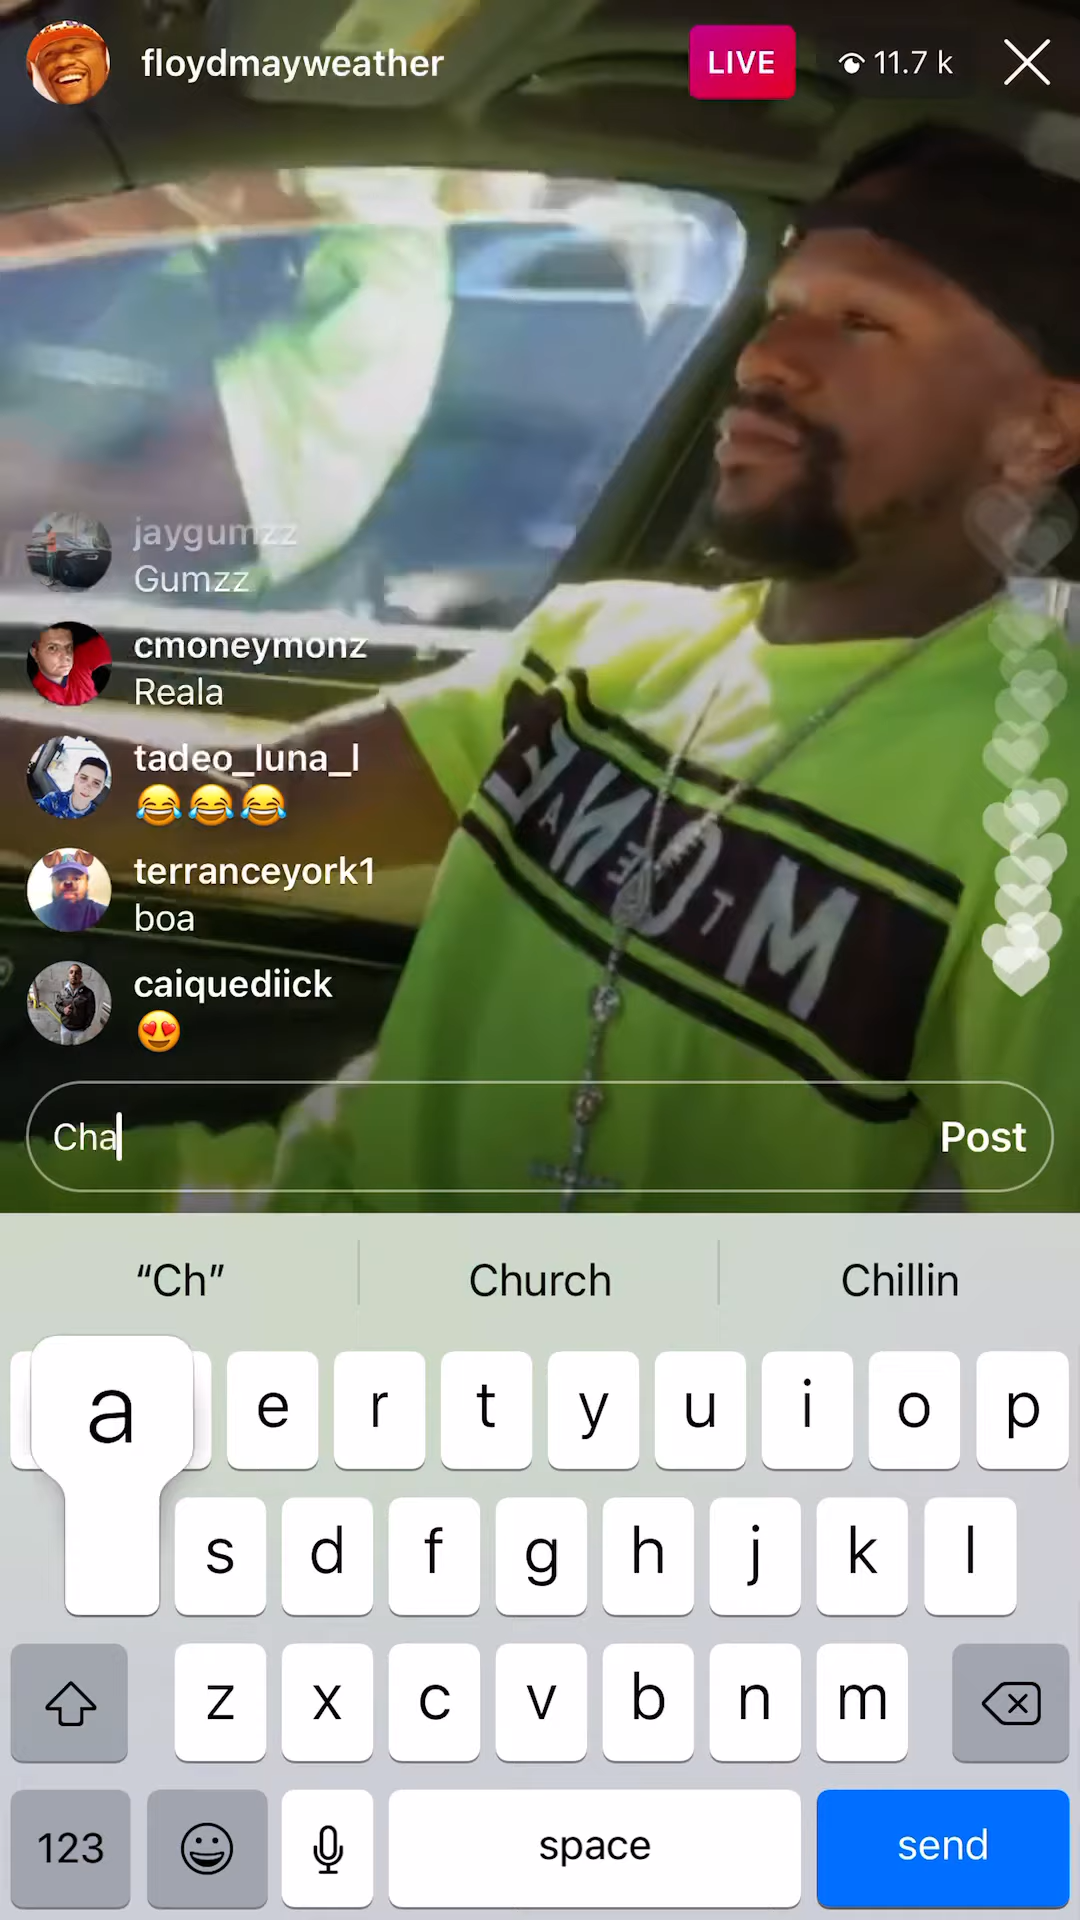 floydmayweather
LIVE
11.7 k
jaygumzz
Gumzz
cmoneymonz
Reala
tadeo_luna_l
😂😂😂
terranceyork1
boa
caiquediick
😍
Cha
Post
“Ch”
Church
Chillin
a e r t y u i o p
s d f g h j k l
z x c v b n m
123
space
send